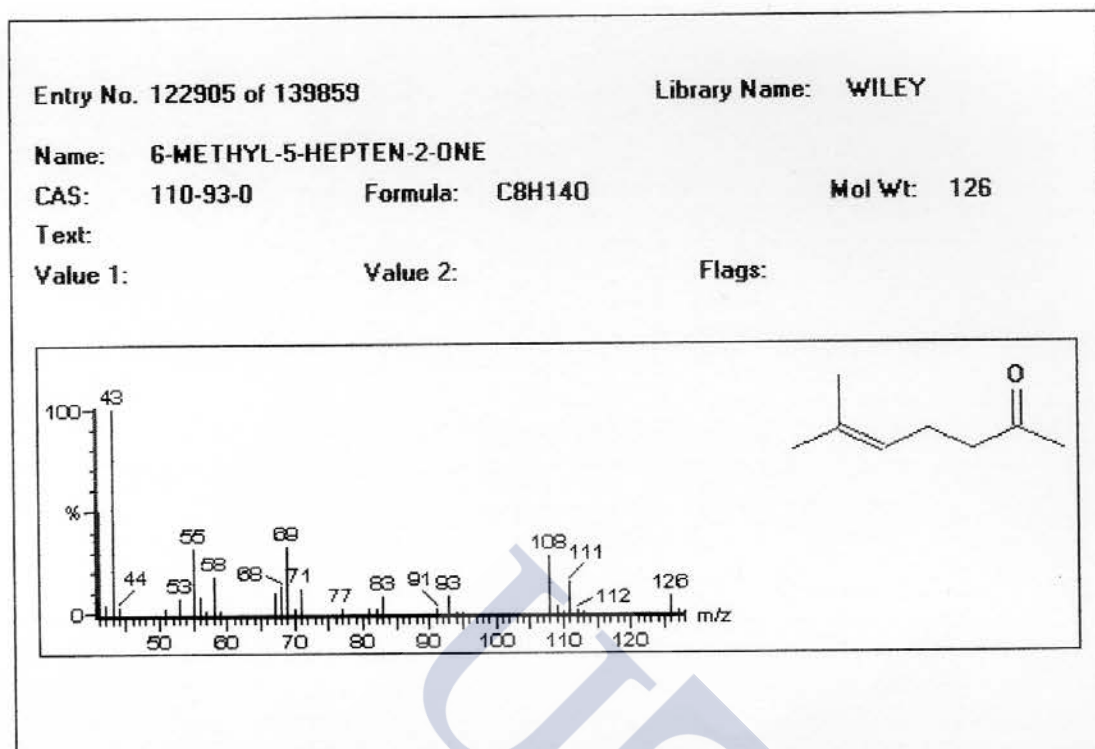 Entry No. 122905 of 139859 Library Name: WILEY
Name: 6-METHYL-5-HEPTEN-2-ONE
CAS: 110-93-0 Formula: C8H14O Mol Wt: 126
Text:
Value 1: Value 2: Flags:
O
43
100
%
55
69
58
53
44
68
71
77
83
91
93
108
111
112
126
0
50 60 70 80 90 100 110 120 m/z